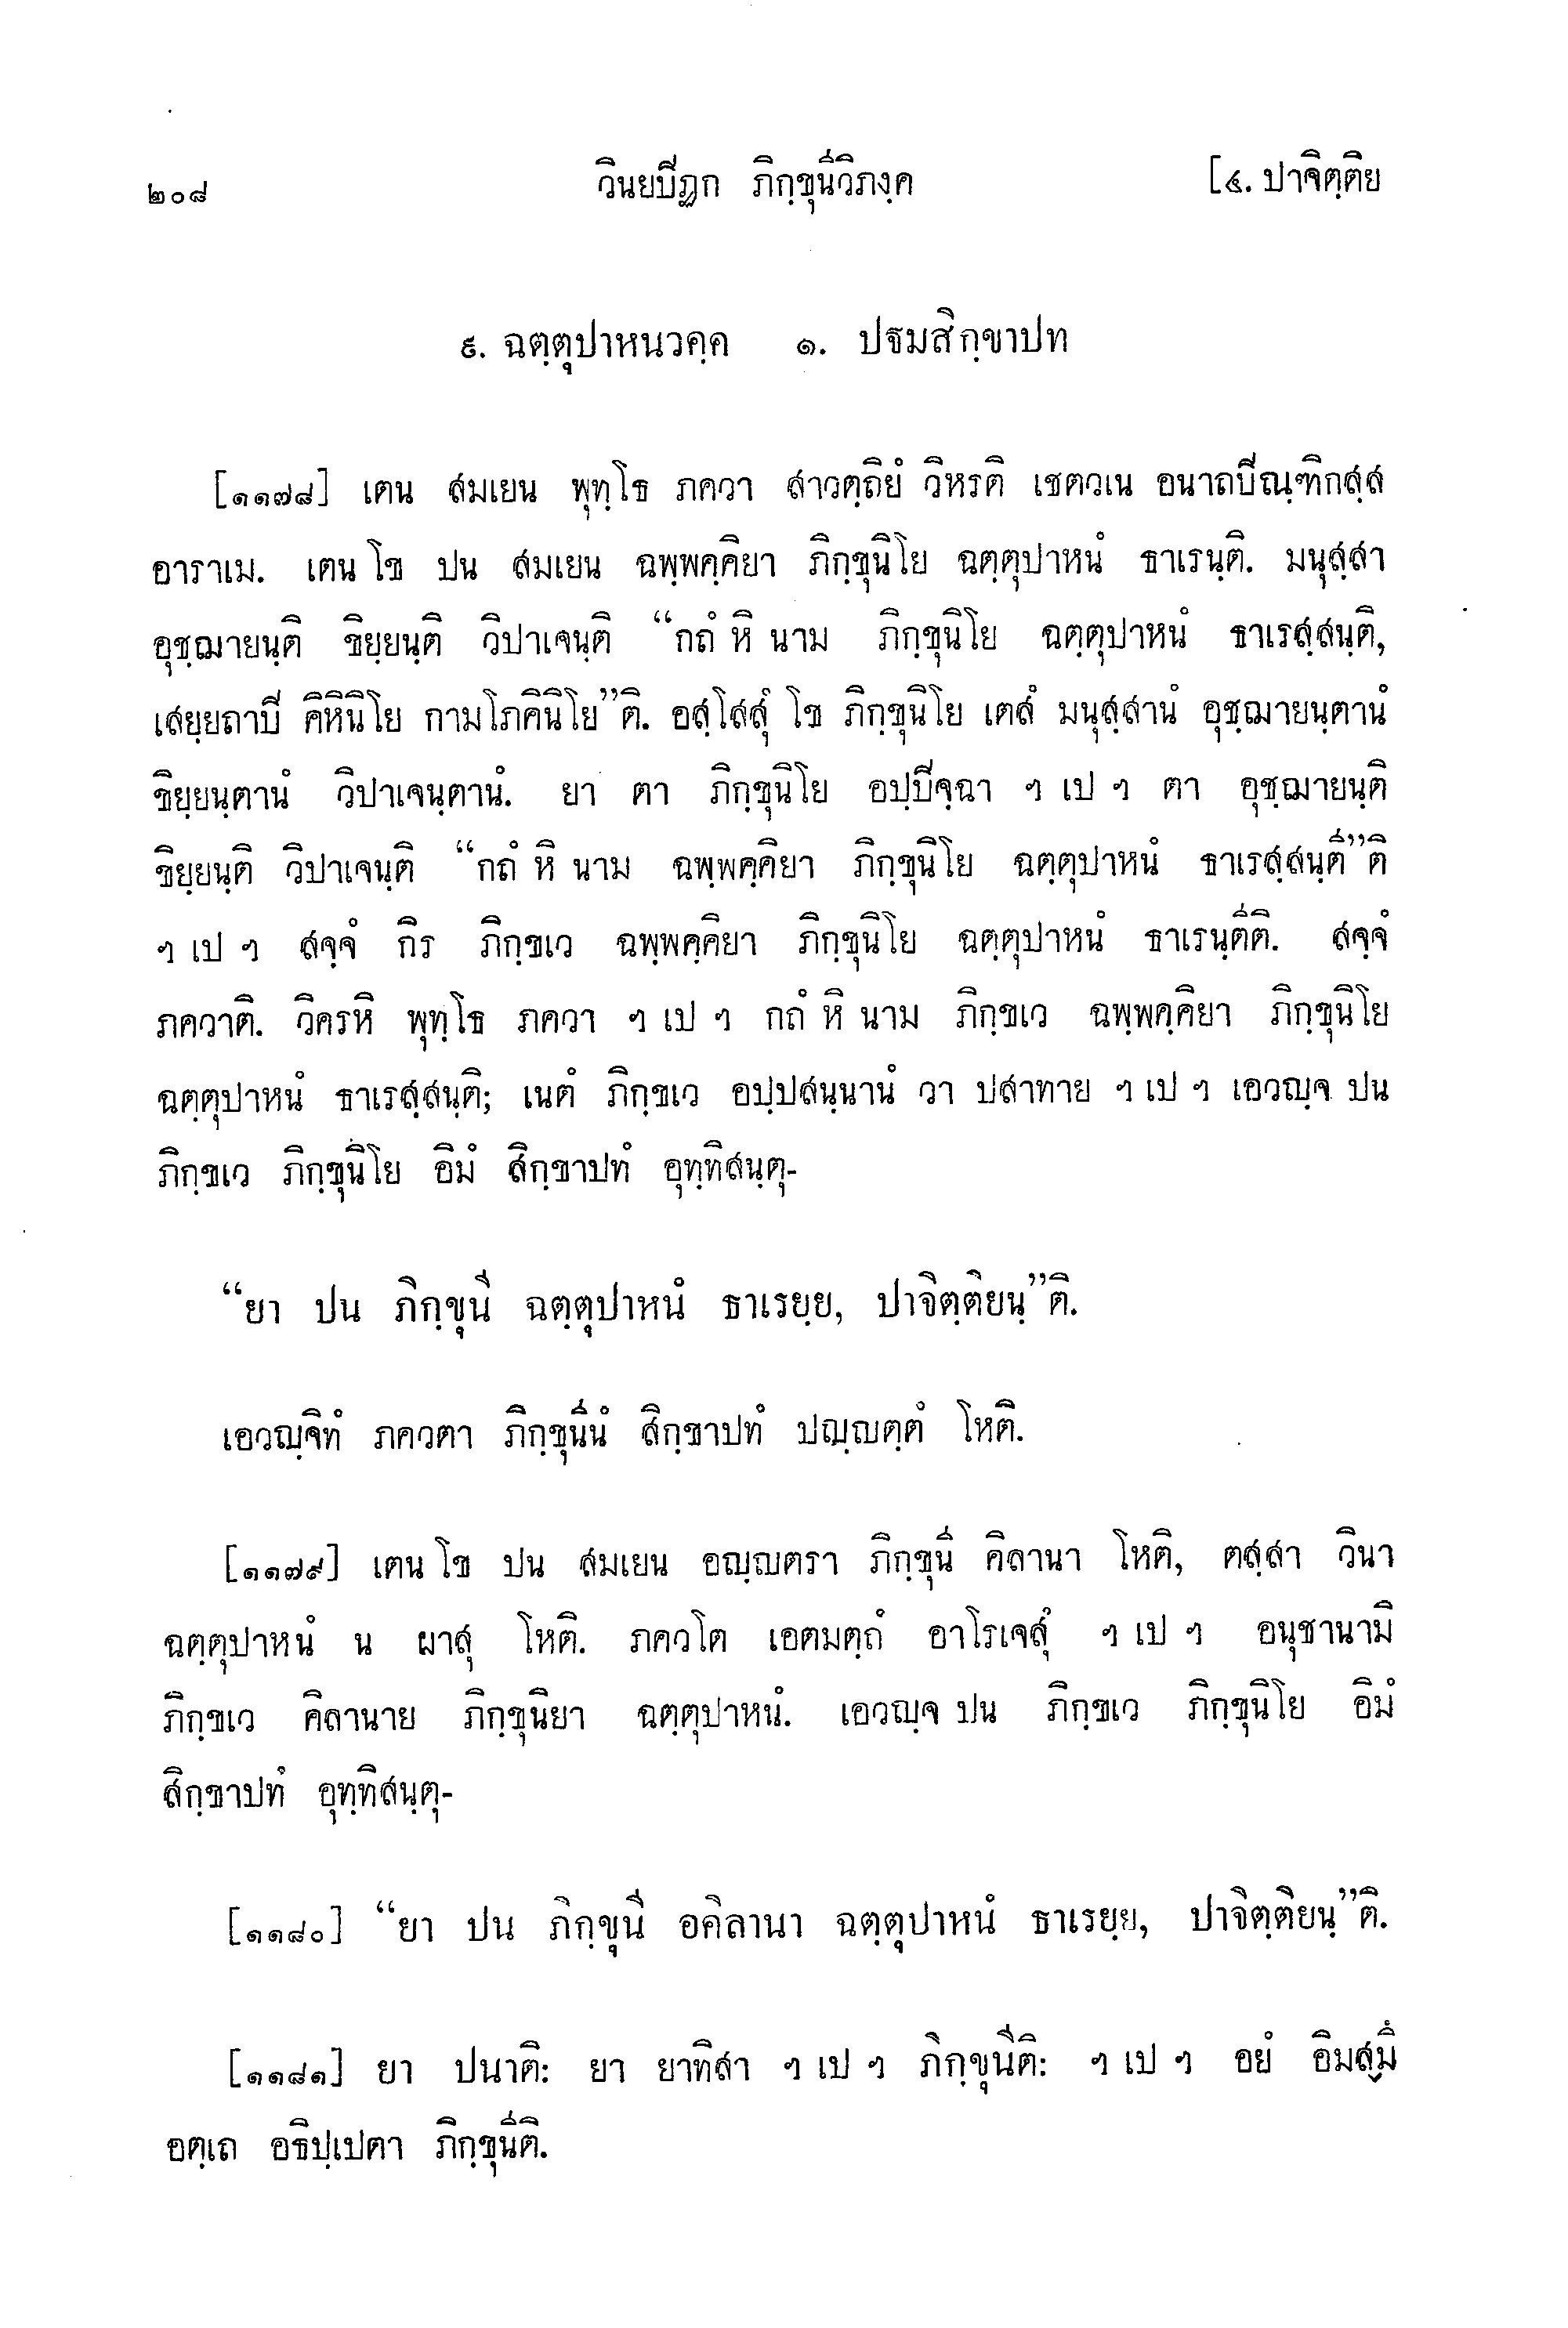 ๒๐๘ วินยปิฏก ภิกฺขุนีวิภงฺค [๔. ปาจิตฺติย
๙. ฉตฺตุปาหนวคฺค ๑. ปฐมสิกฺขาปท
[๑๑๗๘] เตน สมเยน พุทฺโธ ภควา สาวตฺถิยํ วิหรติ เชตวเน อนาถปิณฺฑิกสฺส
อาราเม. เตน โข ปน สมเยน ฉพฺพคฺคิยา ภิกฺขุนิโย ฉตฺตุปาหนํ ธาเรนฺติ. มนุสฺสา
อุชฺฌายนฺติ ขิยฺยนฺติ วิปาเจนฺติ “กถํ หิ นาม ภิกฺขุนิโย ฉตฺตุปาหนํ ธาเรสฺสนฺติ,
เสยฺยถาปิ คิหินิโย กามโภคินิโย”ติ. อสฺโสสุํ โข ภิกฺขุนิโย เตสํ มนุสฺสานํ อุชฺฌายนฺตานํ
ขิยฺยนฺตานํ วิปาเจนฺตานํ. ยา ตา ภิกฺขุนิโย อปฺปิจฺฉา ฯ เป ฯ ตา อุชฺฌายนฺติ
ขิยฺยนฺติ วิปาเจนฺติ “กถํ หิ นาม ฉพฺพคฺคิยา ภิกฺขุนิโย ฉตฺตุปาหนํ ธาเรสฺสนฺตี”ติ
ฯ เป ฯ สจฺจํ กิร ภิกฺขเว ฉพฺพคฺคิยา ภิกฺขุนิโย ฉตฺตุปาหนํ ธาเรนฺตีติ. สจฺจํ
ภควาติ. วิครหิ พุทฺโธ ภควา ฯ เป ฯ กถํ หิ นาม ภิกฺขเว ฉพฺพคฺคิยา ภิกฺขุนิโย
ฉตฺตุปาหนํ ธาเรสฺสนฺติ; เนตํ ภิกฺขเว อปฺปสนฺนานํ วา ปสาทาย ฯ เป ฯ เอวญฺจ ปน
ภิกฺขเว ภิกฺขุนิโย อิมํ สิกฺขาปทํ อุทฺทิสนฺตุ-
“ยา ปน ภิกฺขุนี ฉตฺตุปาหนํ ธาเรยฺย, ปาจิตฺติยนฺ”ติ.
เอวญฺจิทํ ภควตา ภิกฺขุนีนํ สิกฺขาปทํ ปญฺญตฺตํ โหติ.
[๑๑๗๙] เตน โข ปน สมเยน อญฺญตรา ภิกฺขุนี คิลานา โหติ, ตสฺสา วินา
ฉตฺตุปาหนํ น ผาสุ โหติ. ภควโต เอตมตฺถํ อาโรเจสุํ ฯ เป ฯ อนุชานามิ
ภิกฺขเว คิลานาย ภิกฺขุนิยา ฉตฺตุปาหนํ. เอวญฺจ ปน ภิกฺขเว ภิกฺขุนิโย อิมํ
สิกฺขาปทํ อุทฺทิสนฺตุ-
[๑๑๘๐] “ยา ปน ภิกฺขุนี อคิลานา ฉตฺตุปาหนํ ธาเรยฺย, ปาจิตฺติยนฺ”ติ.
[๑๑๘๑] ยา ปนาติ: ยา ยาทิสา ฯ เป ฯ ภิกฺขุนีติ: ฯ เป ฯ อยํ อิมสฺมึ
อตฺเถ อธิปฺเปตา ภิกฺขุนีติ.